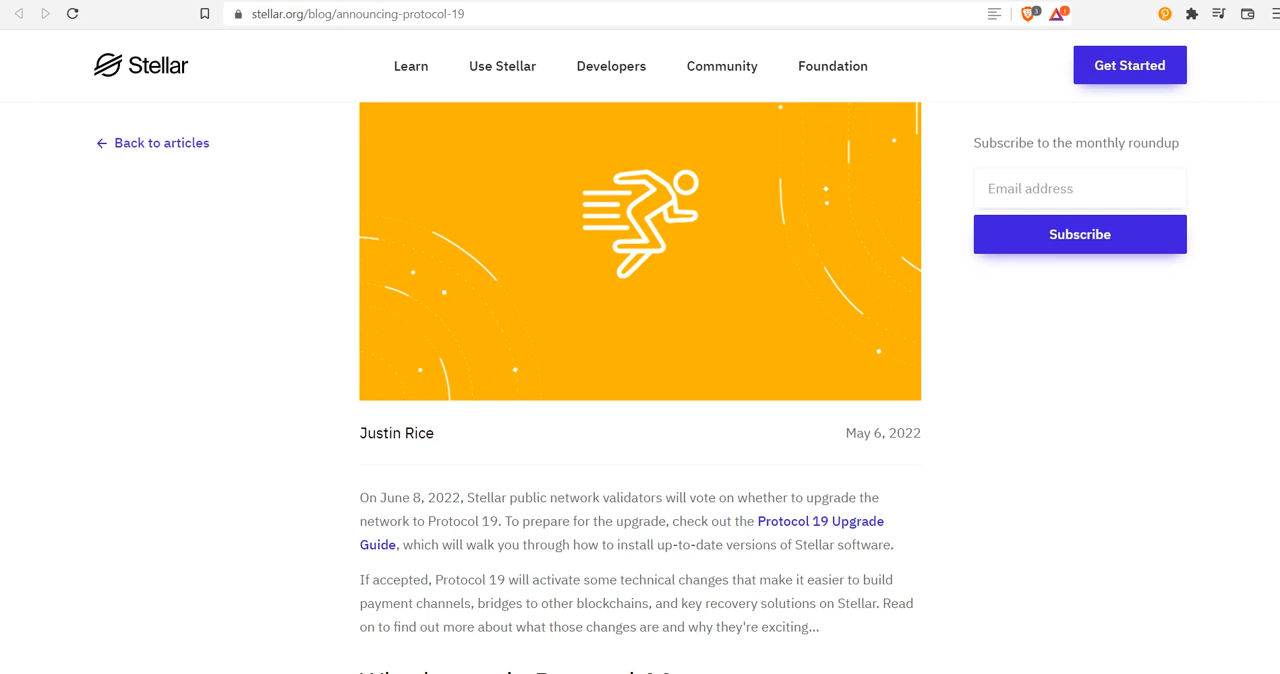 stellar.org/blog/announcing-protocol-19
3
1
Stellar
Learn
Use Stellar
Developers
Community
Foundation
Get Started
← Back to articles
Subscribe to the monthly roundup
Email address
Subscribe
Justin Rice
May 6, 2022
On June 8, 2022, Stellar public network validators will vote on whether to upgrade the
network to Protocol 19. To prepare for the upgrade, check out the Protocol 19 Upgrade
Guide, which will walk you through how to install up-to-date versions of Stellar software.
If accepted, Protocol 19 will activate some technical changes that make it easier to build
payment channels, bridges to other blockchains, and key recovery solutions on Stellar. Read
on to find out more about what those changes are and why they're exciting...